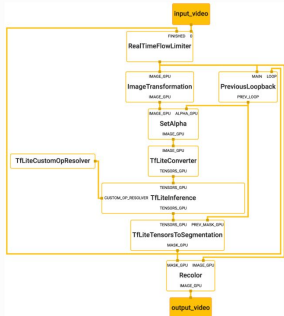 input_video
FINISHED
RealTimeFlowLimiter
IMAGE_GPU
MAIN LOOP
ImageTransformation
PreviousLoopback
IMAGE_GPU
PREV_LOOP
IMAGE_GPU ALPHA_GPU
SetAlpha
IMAGE_GPU
IMAGE_GPU
TfLiteCustomOpResolver
TfLiteConverter
TENSORS_GPU
TENSORS_GPU
CUSTOM_OP_RESOLVER TfLiteInference
TENSORS_GPU
TENSORS_GPU PREV_MASK_GPU
TfLiteTensorsToSegmentation
MASK_GPU
MASK_GPU IMAGE_GPU
Recolor
IMAGE_GPU
output_video